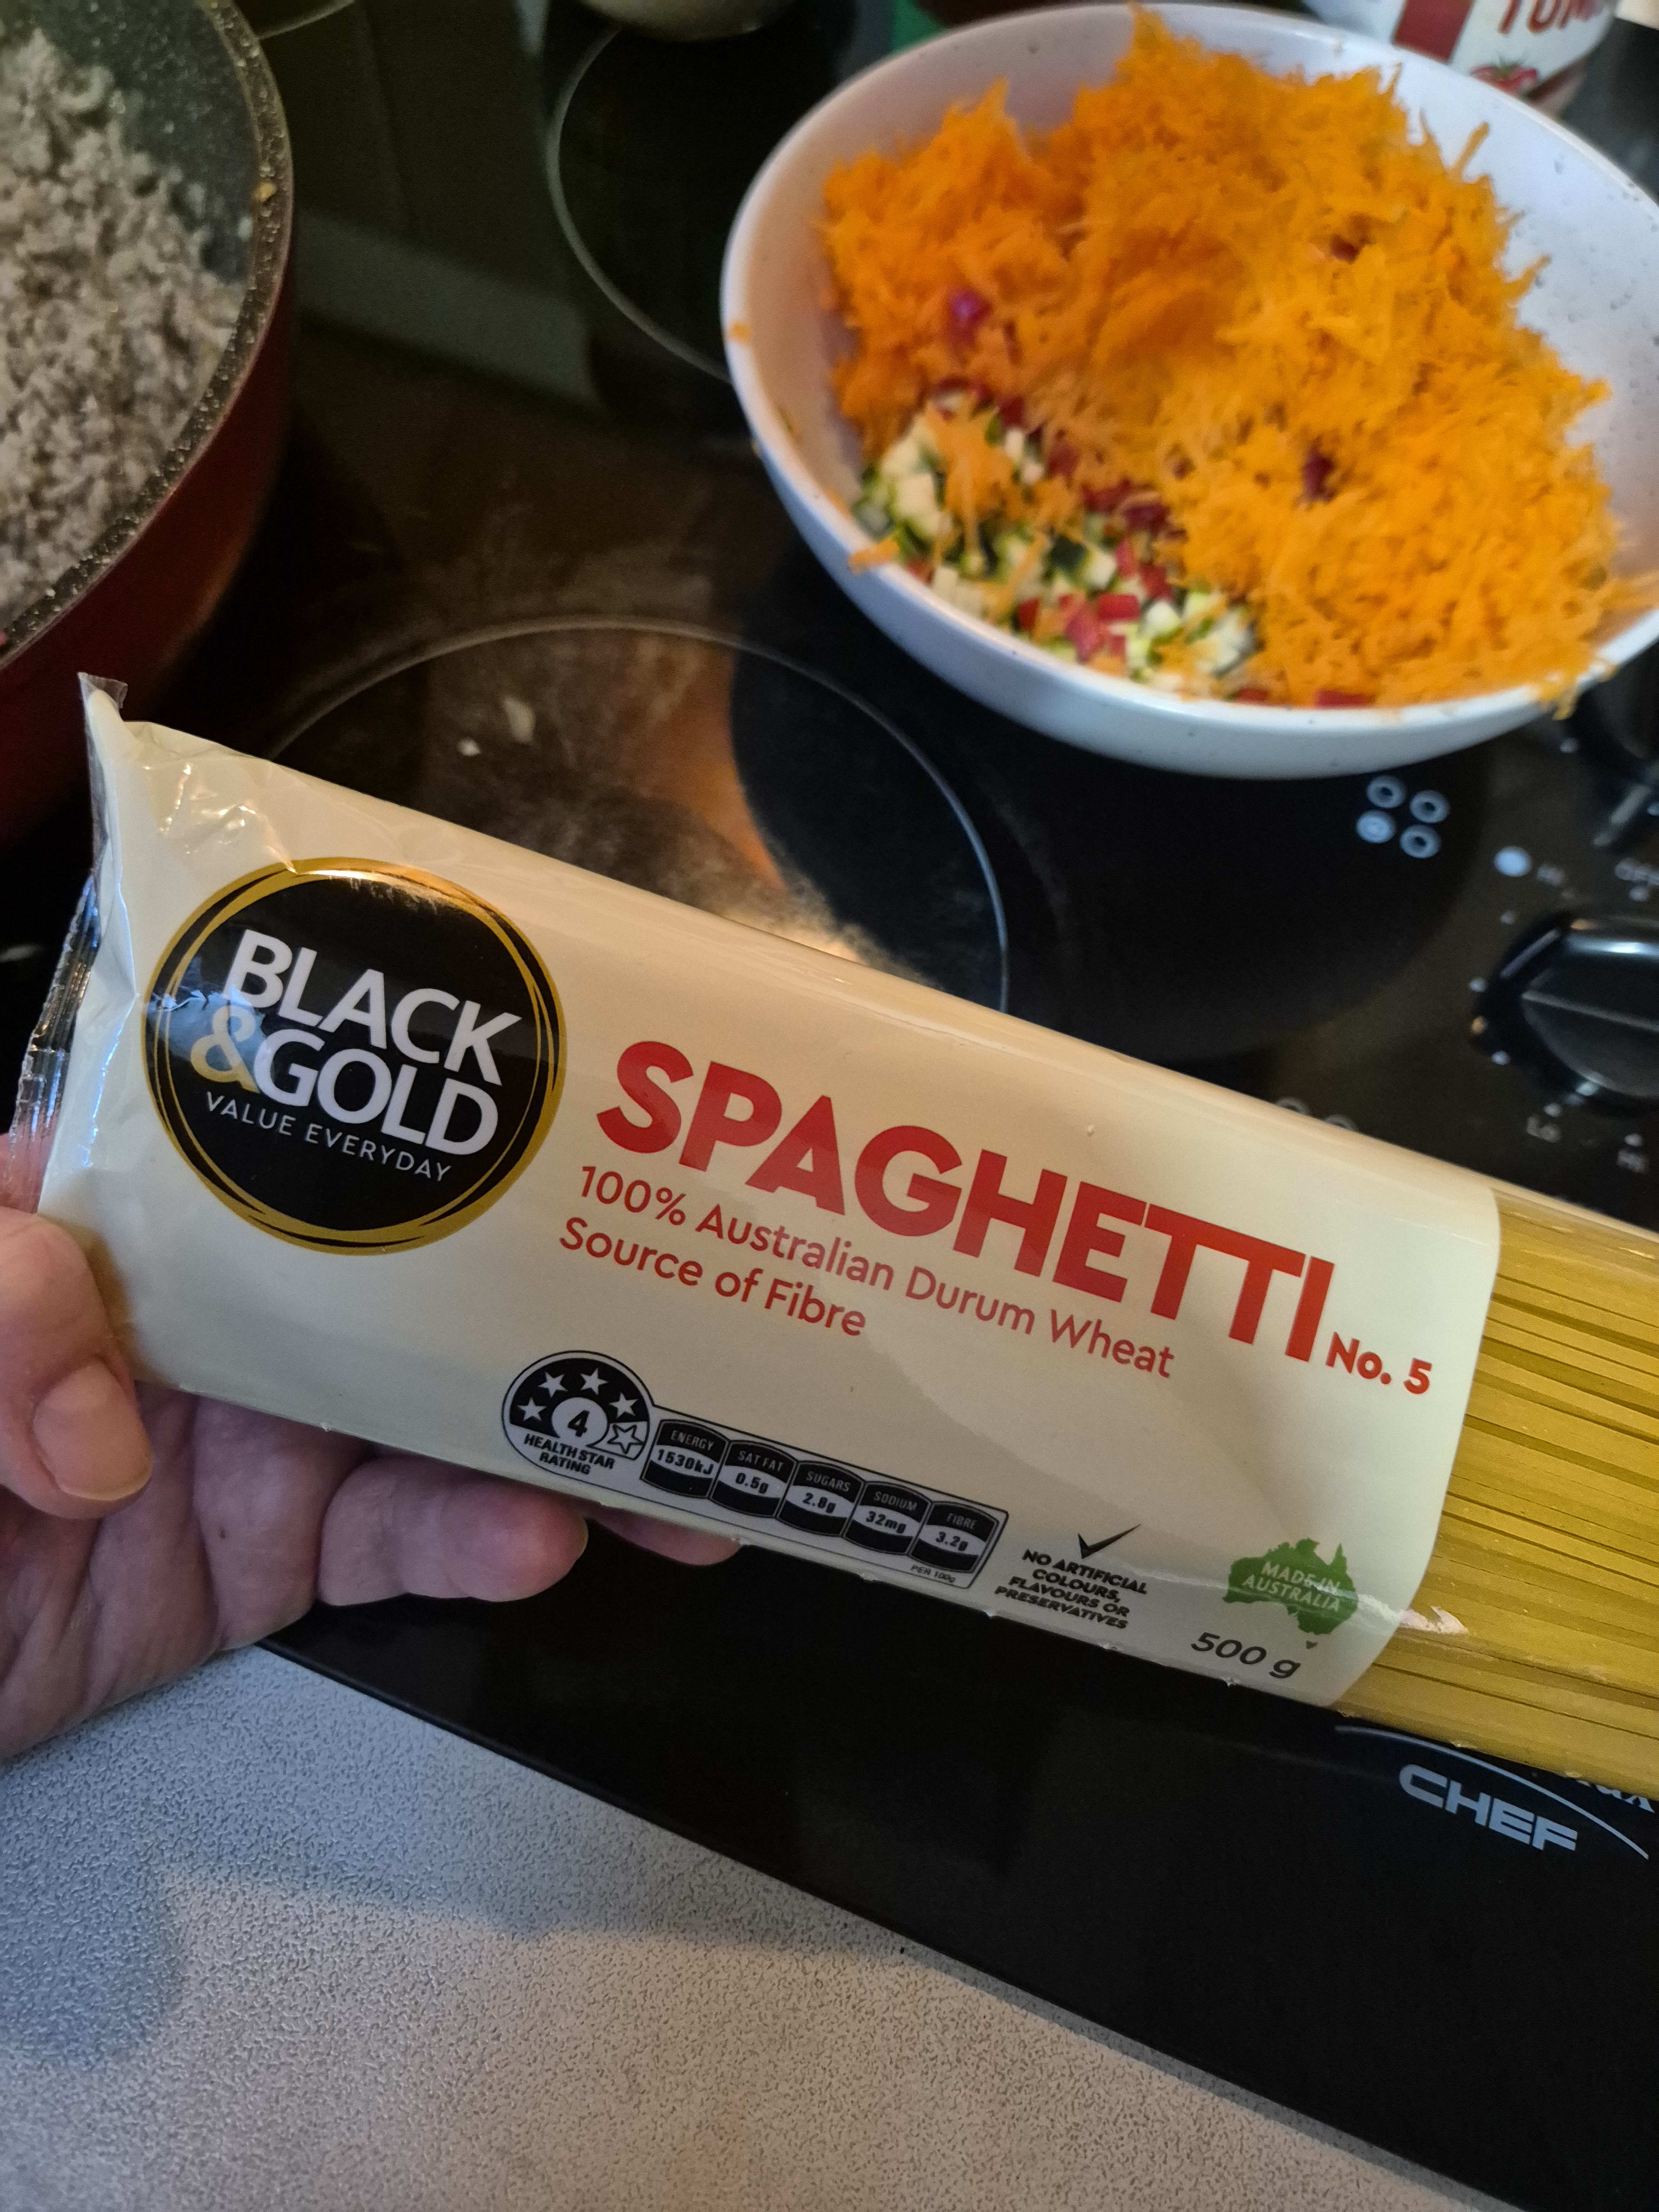 BLACK
&GOLD
VALUE EVERYDAY
SPAGHETTI No. 5
100% Australian Durum Wheat
Source of Fibre
4
HEALTH STAR
RATING
ENERGY
1530kJ
SAT FAT
0.5g
SUGARS
2.8g
SODIUM
32mg
FIBRE
3.2g
PER 100g
NO ARTIFICIAL
COLOURS,
FLAVOURS OR
PRESERVATIVES
MADE IN
AUSTRALIA
500 g
CHEF
Lo
Hi